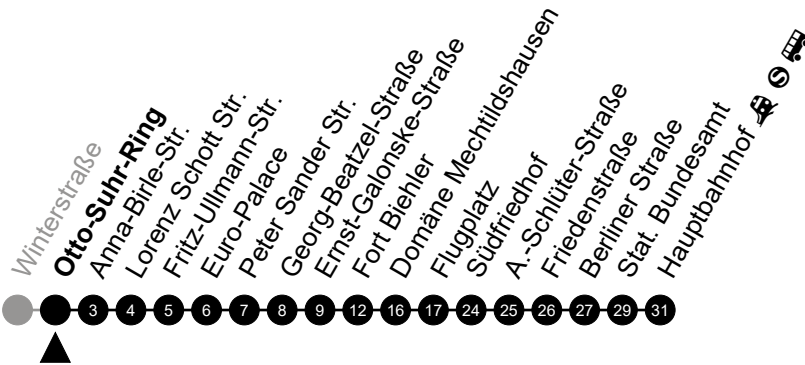 Winterstraße
Otto-Suhr-Ring
Anna-Birle-Str.
Lorenz Schott Str.
Fritz-Ullmann-Str.
Euro-Palace
Peter Sander Str.
Georg-Beatzel-Straße
Ernst-Galonske-Straße
Fort Biehler
Domäne Mechtildshausen
Flugplatz
Südfriedhof
A.-Schlüter-Straße
Friedenstraße
Berliner Straße
Stat. Bundesamt
Hauptbahnhof S
3 4 5 6 7 8 9 12 16 17 24 25 26 27 29 31